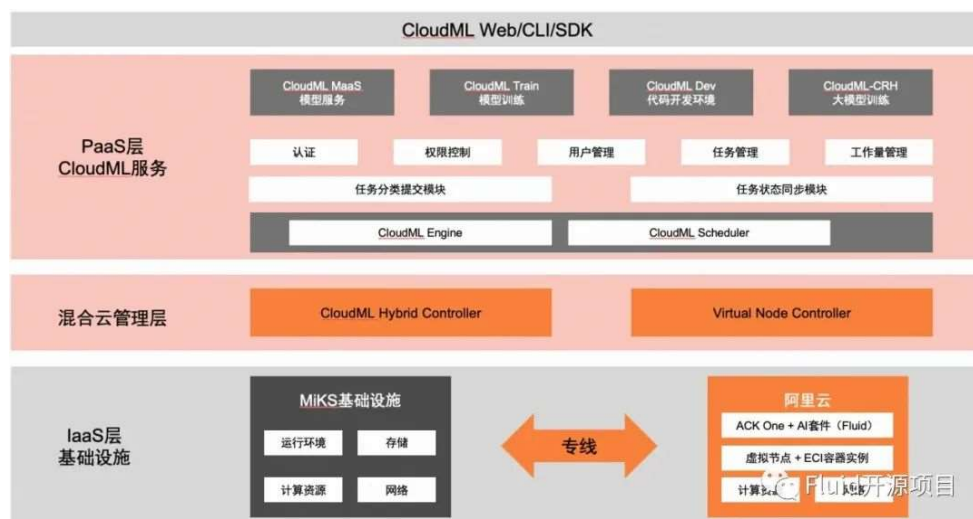 CloudML Web/CLI/SDK
PaaS层
CloudML服务
CloudML MaaS
模型服务
CloudML Train
模型训练
CloudML Dev
代码开发环境
CloudML-CRH
大模型训练
认证
权限控制
用户管理
任务管理
工作量管理
任务分类提交模块
任务状态同步模块
CloudML Engine
CloudML Scheduler
混合云管理层
CloudML Hybrid Controller
Virtual Node Controller
IaaS层
基础设施
MiKS基础设施
运行环境
存储
计算资源
网络
专线
阿里云
ACK One + AI套件（Fluid）
虚拟节点 + ECI容器实例
计算资
Fluid开源项目